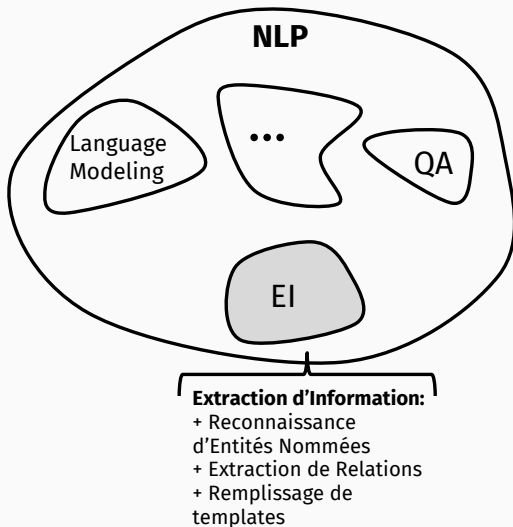 NLP
Language
Modeling
...
QA
EI
Extraction d'Information:
+ Reconnaissance
d'Entités Nommées
+ Extraction de Relations
+ Remplissage de
templates